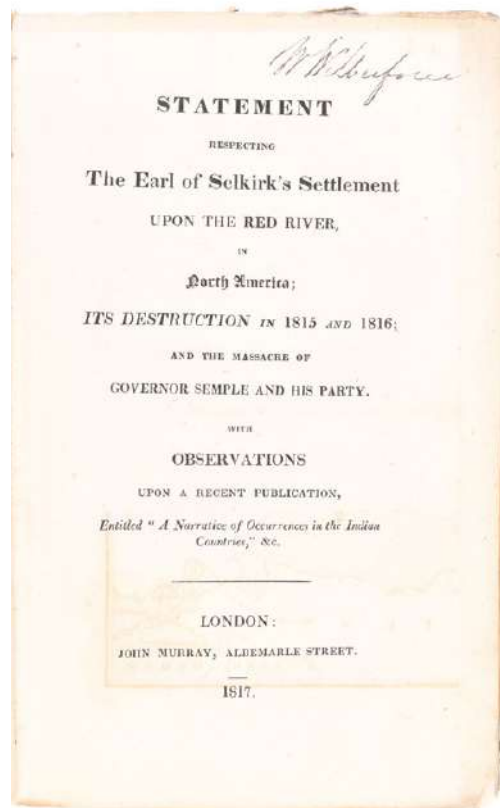 W Wilberforce
STATEMENT
RESPECTING
The Earl of Selkirk's Settlement
UPON THE RED RIVER,
IN
North America;
ITS DESTRUCTION IN 1815 AND 1816;
AND THE MASSACRE OF
GOVERNOR SEMPLE AND HIS PARTY.
WITH
OBSERVATIONS
UPON A RECENT PUBLICATION,
Entitled " A Narrative of Occurrences in the Indian
Countries," &c.
LONDON:
JOHN MURRAY, ALBEMARLE STREET.
1817.